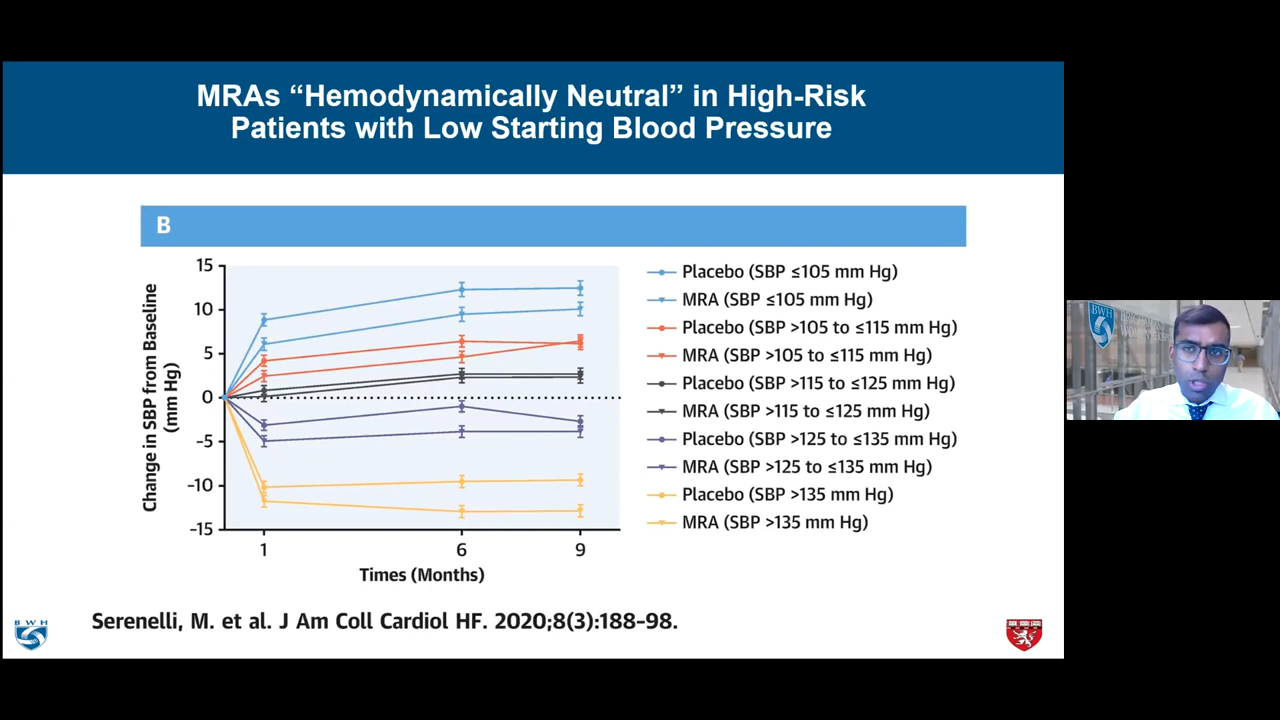 MRAs “Hemodynamically Neutral” in High-Risk
Patients with Low Starting Blood Pressure
B
Change in SBP from Baseline
(mm Hg)
15
10
5
0
-5
-10
-15
1
6
9
Times (Months)
Placebo (SBP ≤105 mm Hg)
MRA (SBP ≤105 mm Hg)
Placebo (SBP >105 to ≤115 mm Hg)
MRA (SBP >105 to ≤115 mm Hg)
Placebo (SBP >115 to ≤125 mm Hg)
MRA (SBP >115 to ≤125 mm Hg)
Placebo (SBP >125 to ≤135 mm Hg)
MRA (SBP >125 to ≤135 mm Hg)
Placebo (SBP >135 mm Hg)
MRA (SBP >135 mm Hg)
Serenelli, M. et al. J Am Coll Cardiol HF. 2020;8(3):188–98.
BWH
BWH